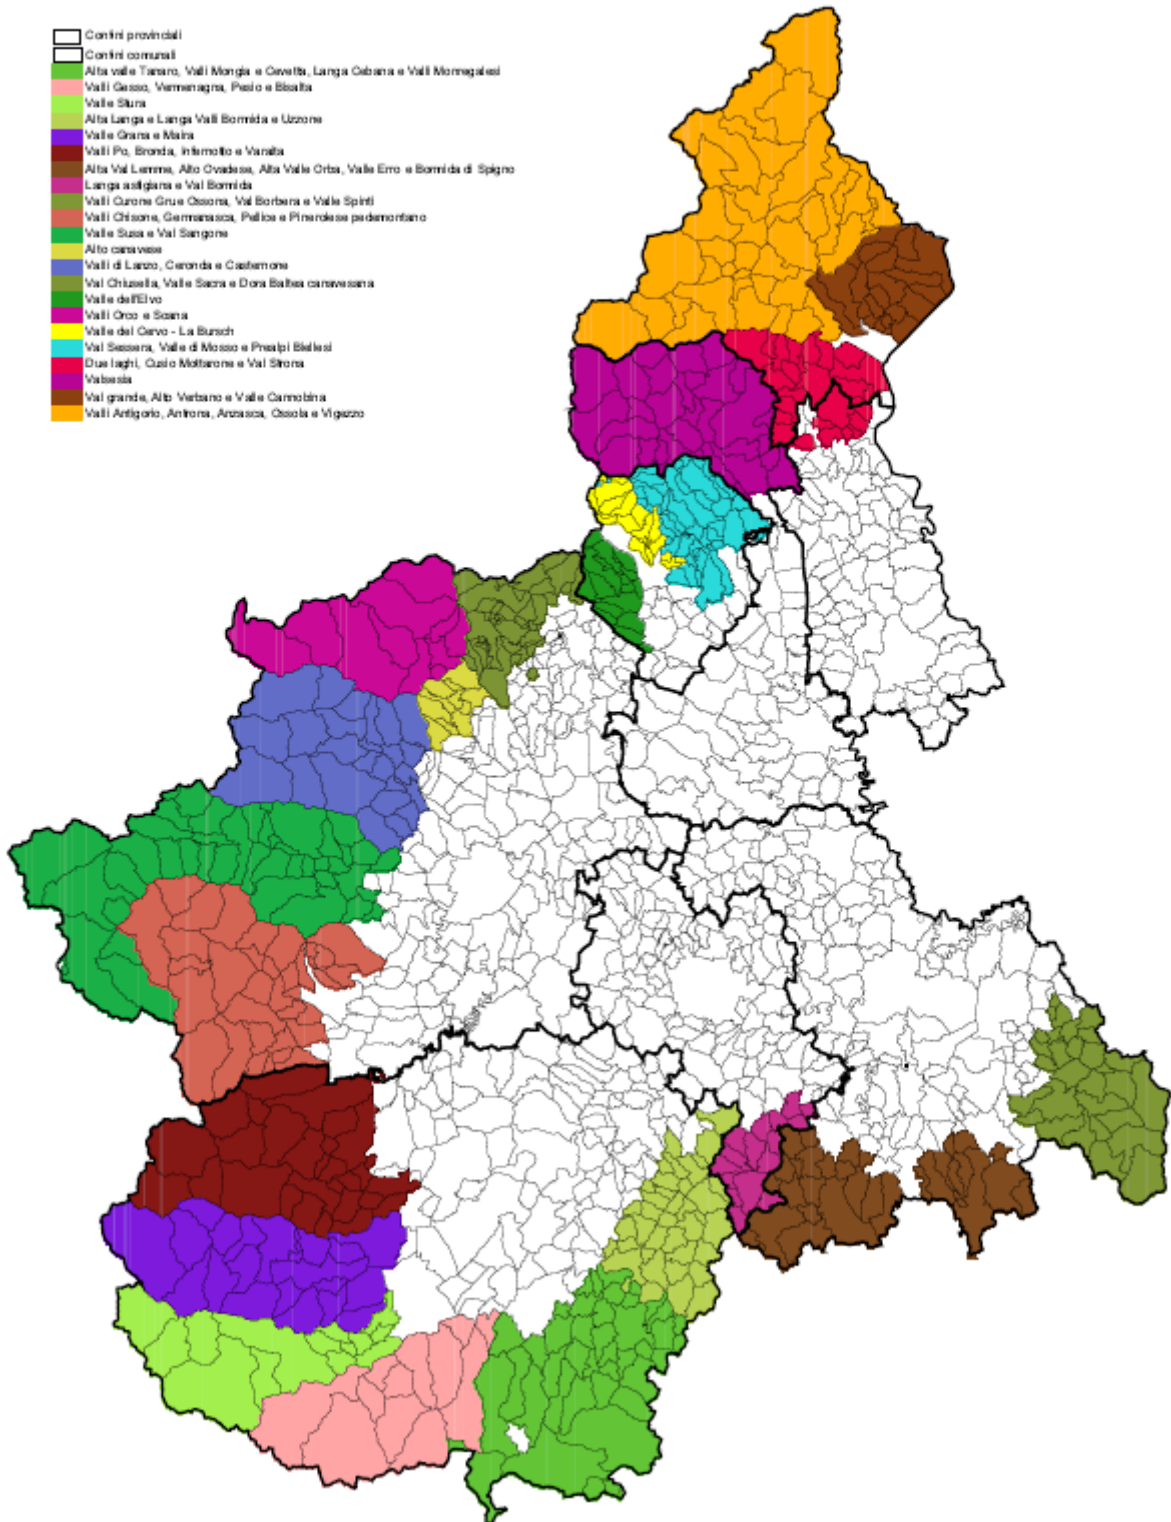 Confini provinciali
Confini comunali
Alta valle Tanaro, Valli Mongia e Cevetta, Langa Cebana e Valli Monregalesi
Valli Gesso, Vermenagna, Pesio e Bisalta
Valle Stura
Alta Langa e Langa Valli Bormida e Uzzone
Valle Grana e Maira
Valli Po, Bronda, Infernotto e Varaita
Alta Val Lemme, Alto Ovadese, Alta Valle Orba, Valle Erro e Bormida di Spigno
Langa astigiana e Val Bormida
Valli Curone Grue Ossona, Val Borbera e Valle Spinti
Valli Chisone, Germanasca, Pellice e Pinerolese pedemontano
Valle Susa e Val Sangone
Alto canavese
Valli di Lanzo, Ceronda e Casternone
Val Chiusella, Valle Sacra e Dora Baltea canavesana
Valle dell'Elvo
Valli Orco e Soana
Valle del Cervo - La Bursch
Val Sessera, Valle di Mosso e Prealpi Biellesi
Due laghi, Cusio Mottarone e Val Strona
Valsesia
Val grande, Alto Verbano e Valle Cannobina
Valli Antigorio, Antrona, Anzasca, Ossola e Vigezzo